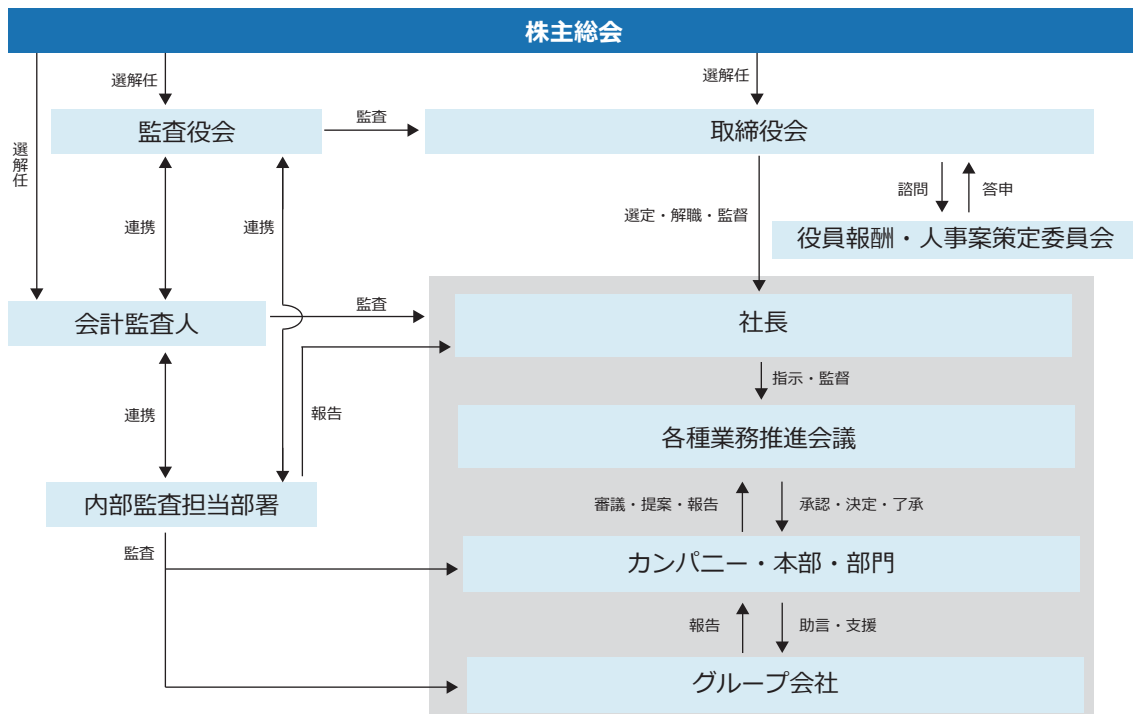 株主総会
選解任
選解任
選解任
監査役会
監査
取締役会
連携
連携
選定・解職・監督
諮問
答申
役員報酬・人事案策定委員会
会計監査人
監査
社長
指示・監督
連携
報告
各種業務推進会議
内部監査担当部署
審議・提案・報告
承認・決定・了承
監査
カンパニー・本部・部門
報告
助言・支援
グループ会社